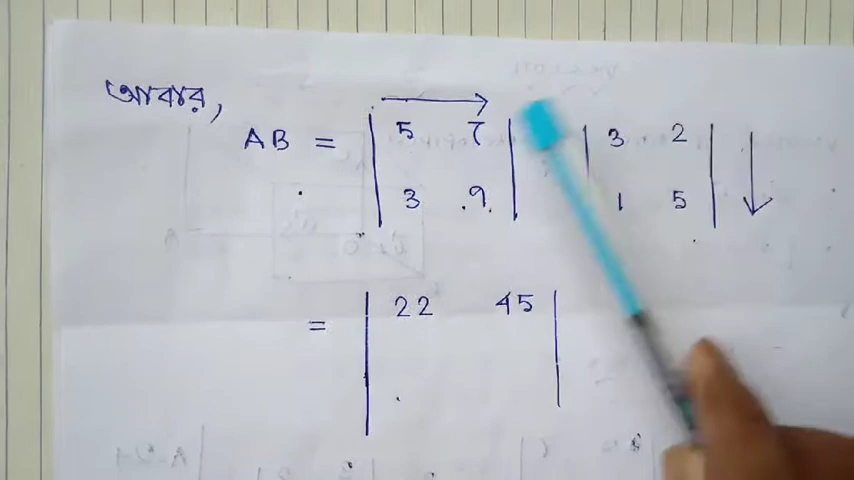 আবার,
AB = | 5 7 | | 3 2 |
| 3 9 | | 1 5 |
= | 22 45 |